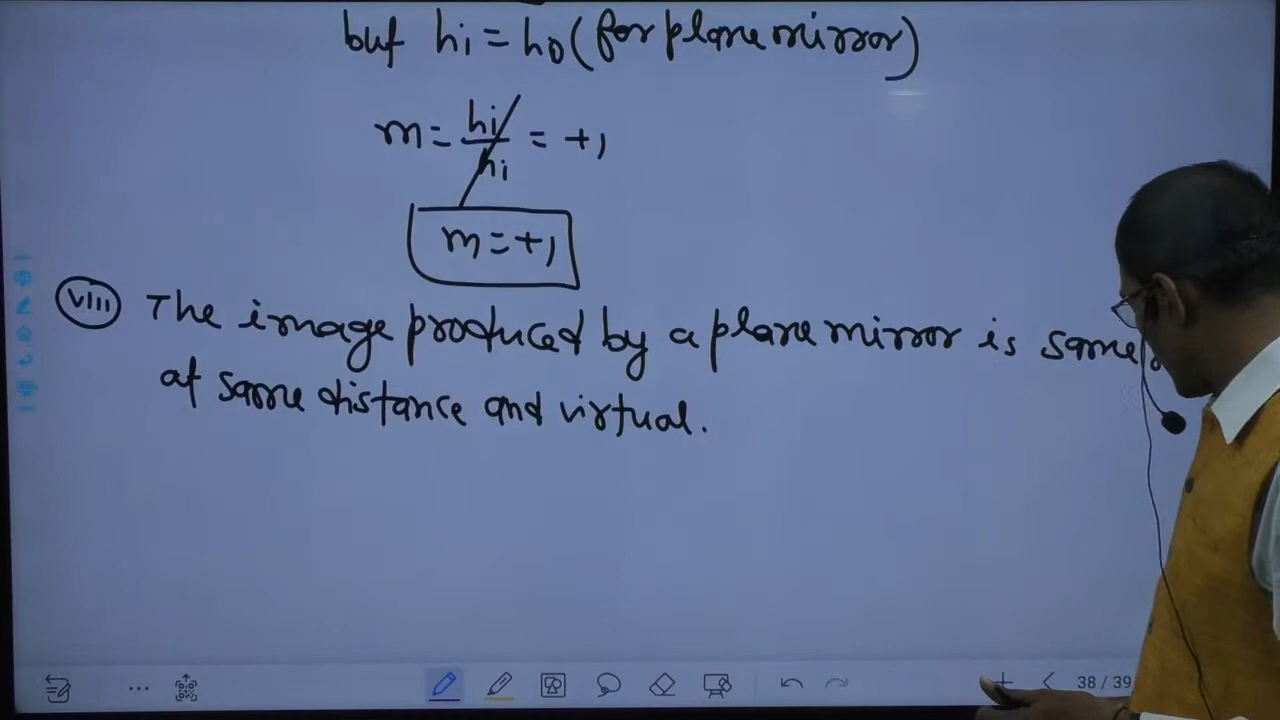 but hi = ho (for plane mirror)
m = hi/hi = +1
m = +1
viii The image produced by a plane mirror is same
at same distance and virtual.
38 / 39